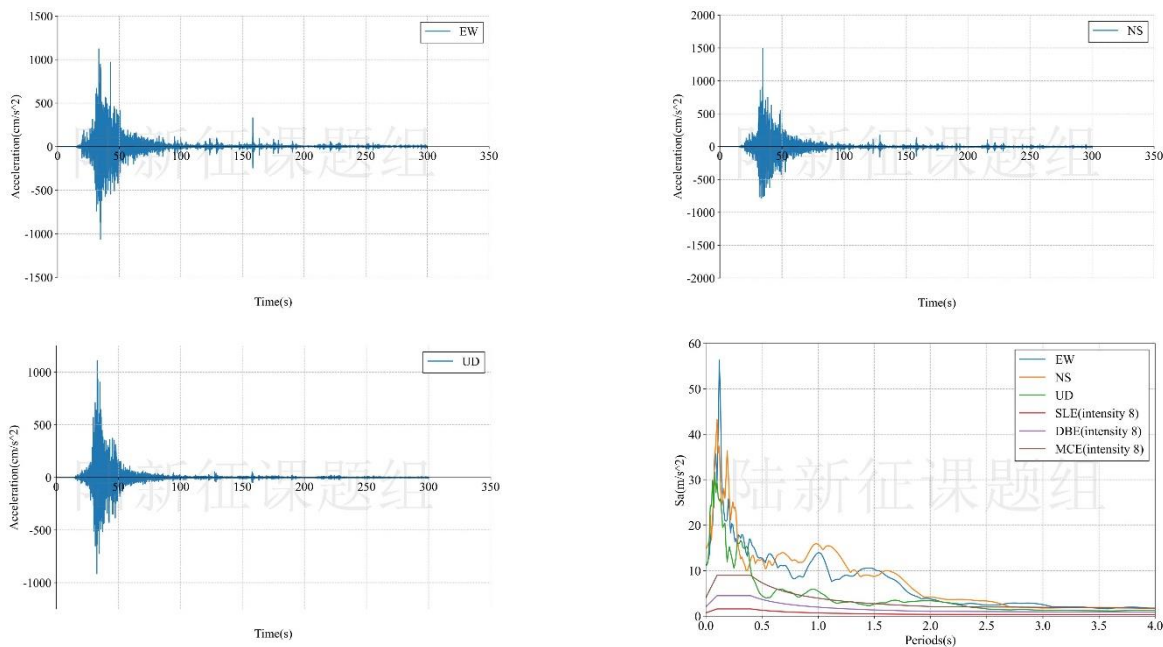 1500
1000
500
0
-500
-1000
-1500
0 50 100 150 200 250 300 350
Acceleration(cm/s^2)
Time(s)
EW
陆新征课题组
2000
1500
1000
500
0
-500
-1000
-1500
-2000
0 50 100 150 200 250 300 350
Acceleration(cm/s^2)
Time(s)
NS
陆新征课题组
1000
500
0
-500
-1000
0 50 100 150 200 250 300 350
Acceleration(cm/s^2)
Time(s)
UD
陆新征课题组
60
50
40
30
20
10
0
0.0 0.5 1.0 1.5 2.0 2.5 3.0 3.5 4.0
Sa(m/s^2)
Periods(s)
EW
NS
UD
SLE(intensity 8)
DBE(intensity 8)
MCE(intensity 8)
陆新征课题组